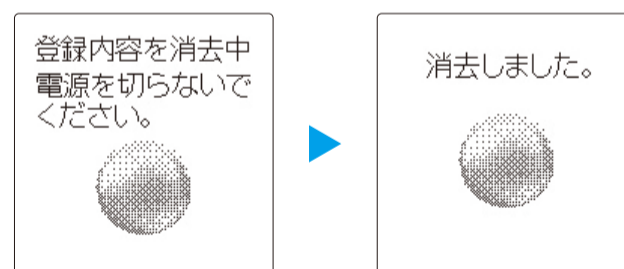 登録内容を消去中
電源を切らないで
ください。
消去しました。